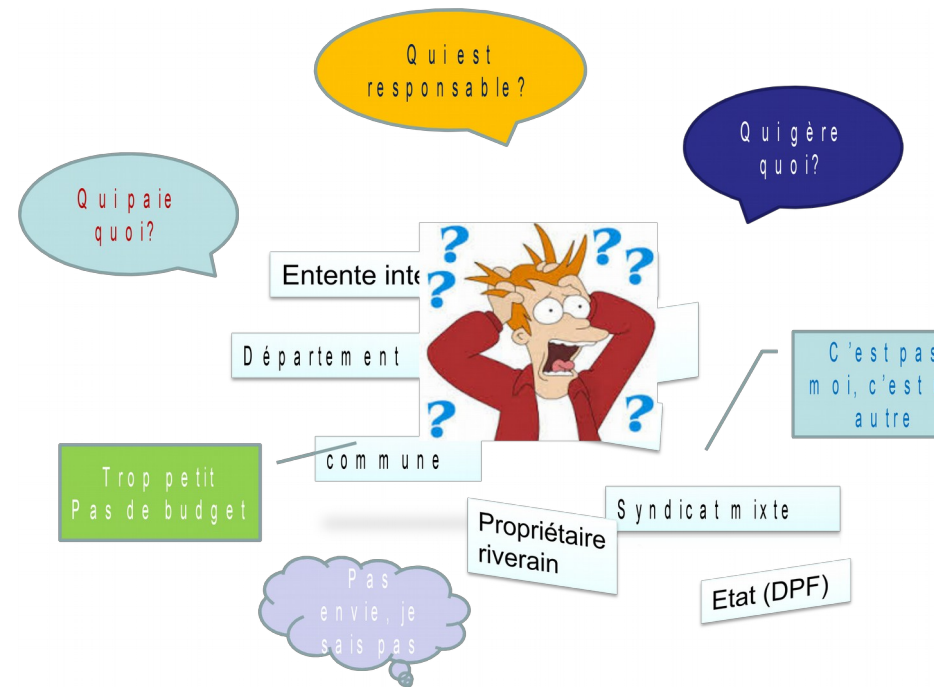 Qui est
responsable?
Qui gère
quoi?
Qui paie
quoi?
? ? ? ?
Entente
Département
C'est pas
moi, c'est
autre
? ?
commune
Trop petit
Pas de budget
Syndicat mixte
Propriétaire
riverain
Etat (DPF)
Pas
envie, je
sais pas